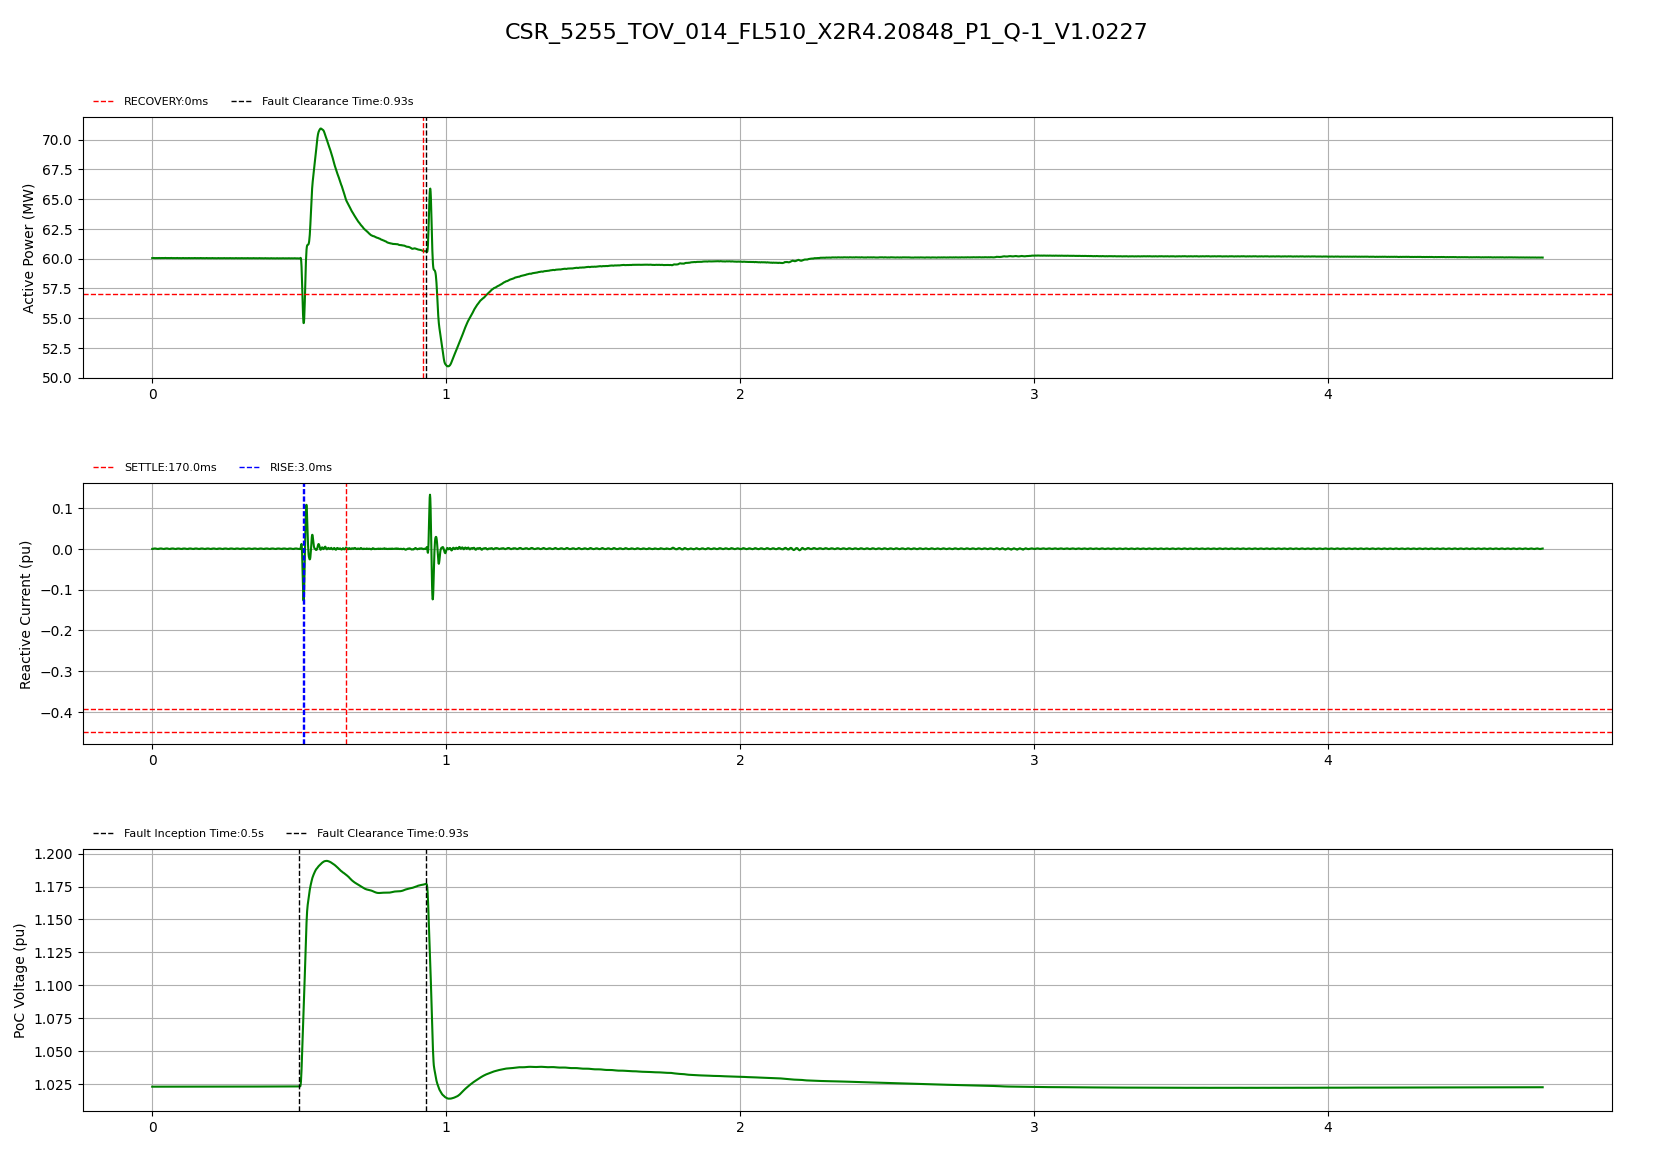 CSR_5255_TOV_014_FL510_X2R4.20848_P1_Q-1_V1.0227
RECOVERY:0ms Fault Clearance Time:0.93s
Active Power (MW)
70.0
67.5
65.0
62.5
60.0
57.5
55.0
52.5
50.0
0 1 2 3 4
SETTLE:170.0ms RISE:3.0ms
Reactive Current (pu)
0.1
0.0
−0.1
−0.2
−0.3
−0.4
0 1 2 3 4
Fault Inception Time:0.5s Fault Clearance Time:0.93s
PoC Voltage (pu)
1.200
1.175
1.150
1.125
1.100
1.075
1.050
1.025
0 1 2 3 4